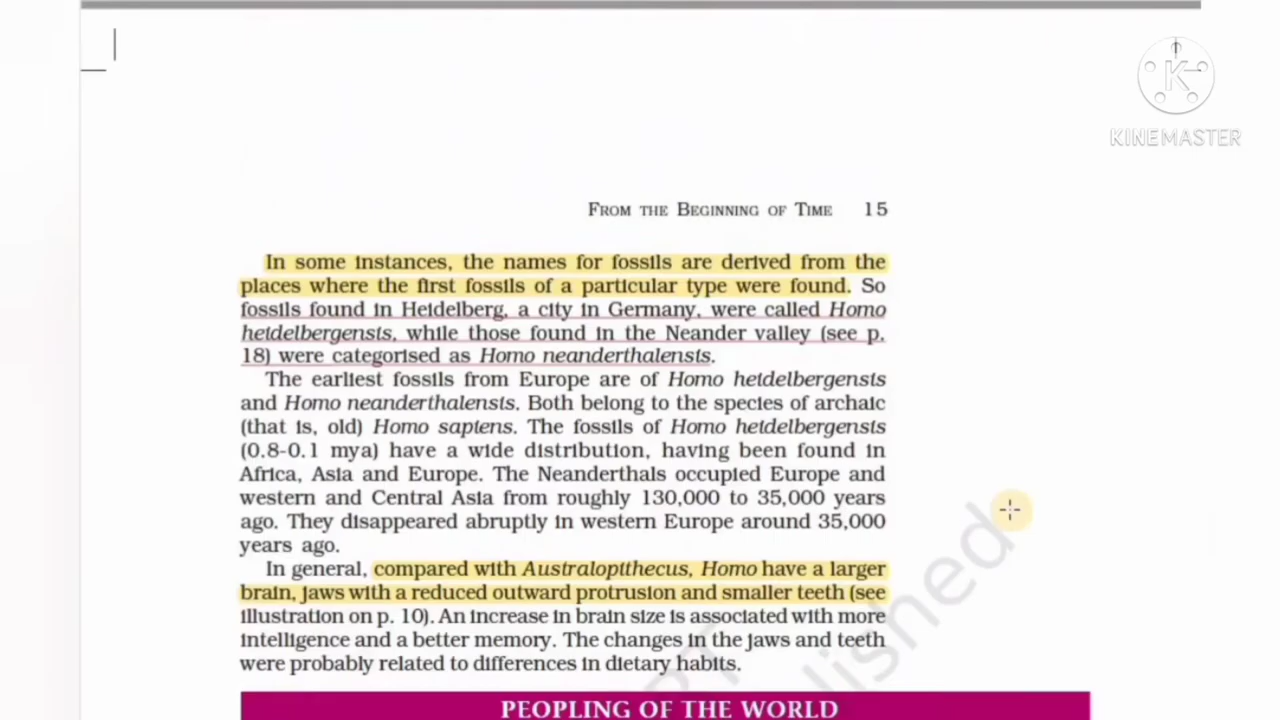 KINEMASTER
FROM THE BEGINNING OF TIME 15
In some instances, the names for fossils are derived from the
places where the first fossils of a particular type were found. So
fossils found in Heidelberg, a city in Germany, were called Homo
heidelbergensis, while those found in the Neander valley (see p.
18) were categorised as Homo neanderthalensis.
The earliest fossils from Europe are of Homo heidelbergensis
and Homo neanderthalensis. Both belong to the species of archaic
(that is, old) Homo sapiens. The fossils of Homo heidelbergensis
(0.8-0.1 mya) have a wide distribution, having been found in
Africa, Asia and Europe. The Neanderthals occupied Europe and
western and Central Asia from roughly 130,000 to 35,000 years
ago. They disappeared abruptly in western Europe around 35,000
years ago.
In general, compared with Australopithecus, Homo have a larger
brain, jaws with a reduced outward protrusion and smaller teeth (see
illustration on p. 10). An increase in brain size is associated with more
intelligence and a better memory. The changes in the jaws and teeth
were probably related to differences in dietary habits.
PEOPLING OF THE WORLD